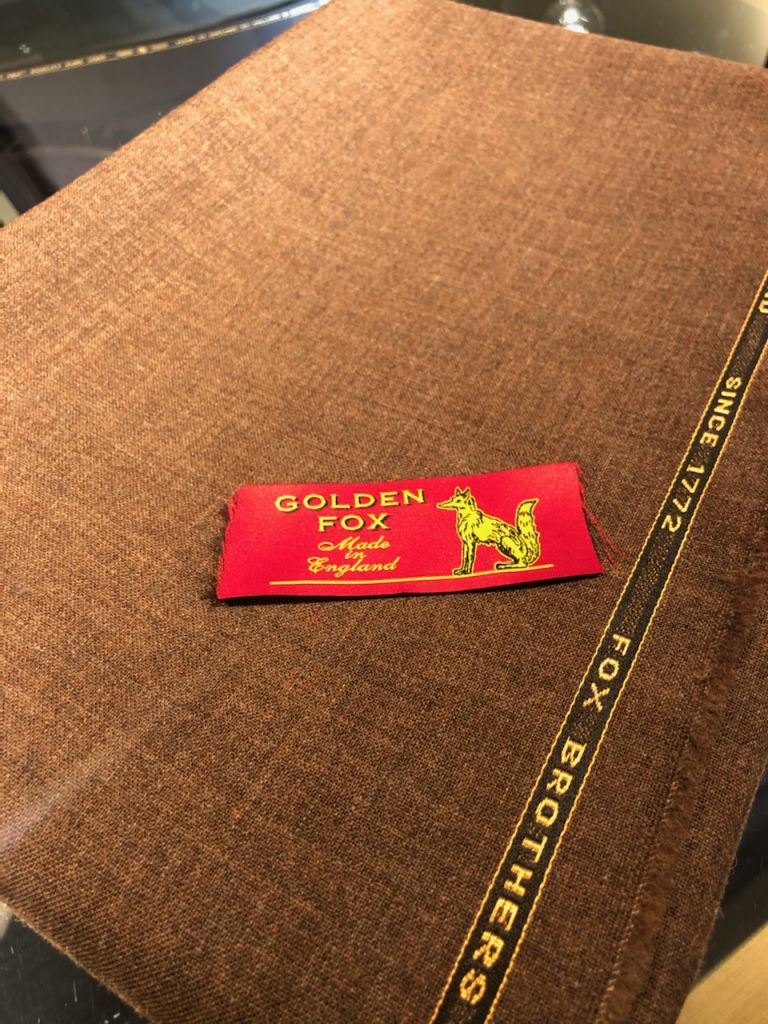 GOLDEN
FOX
Made
in
England
SINCE 1772 FOX BROTHERS